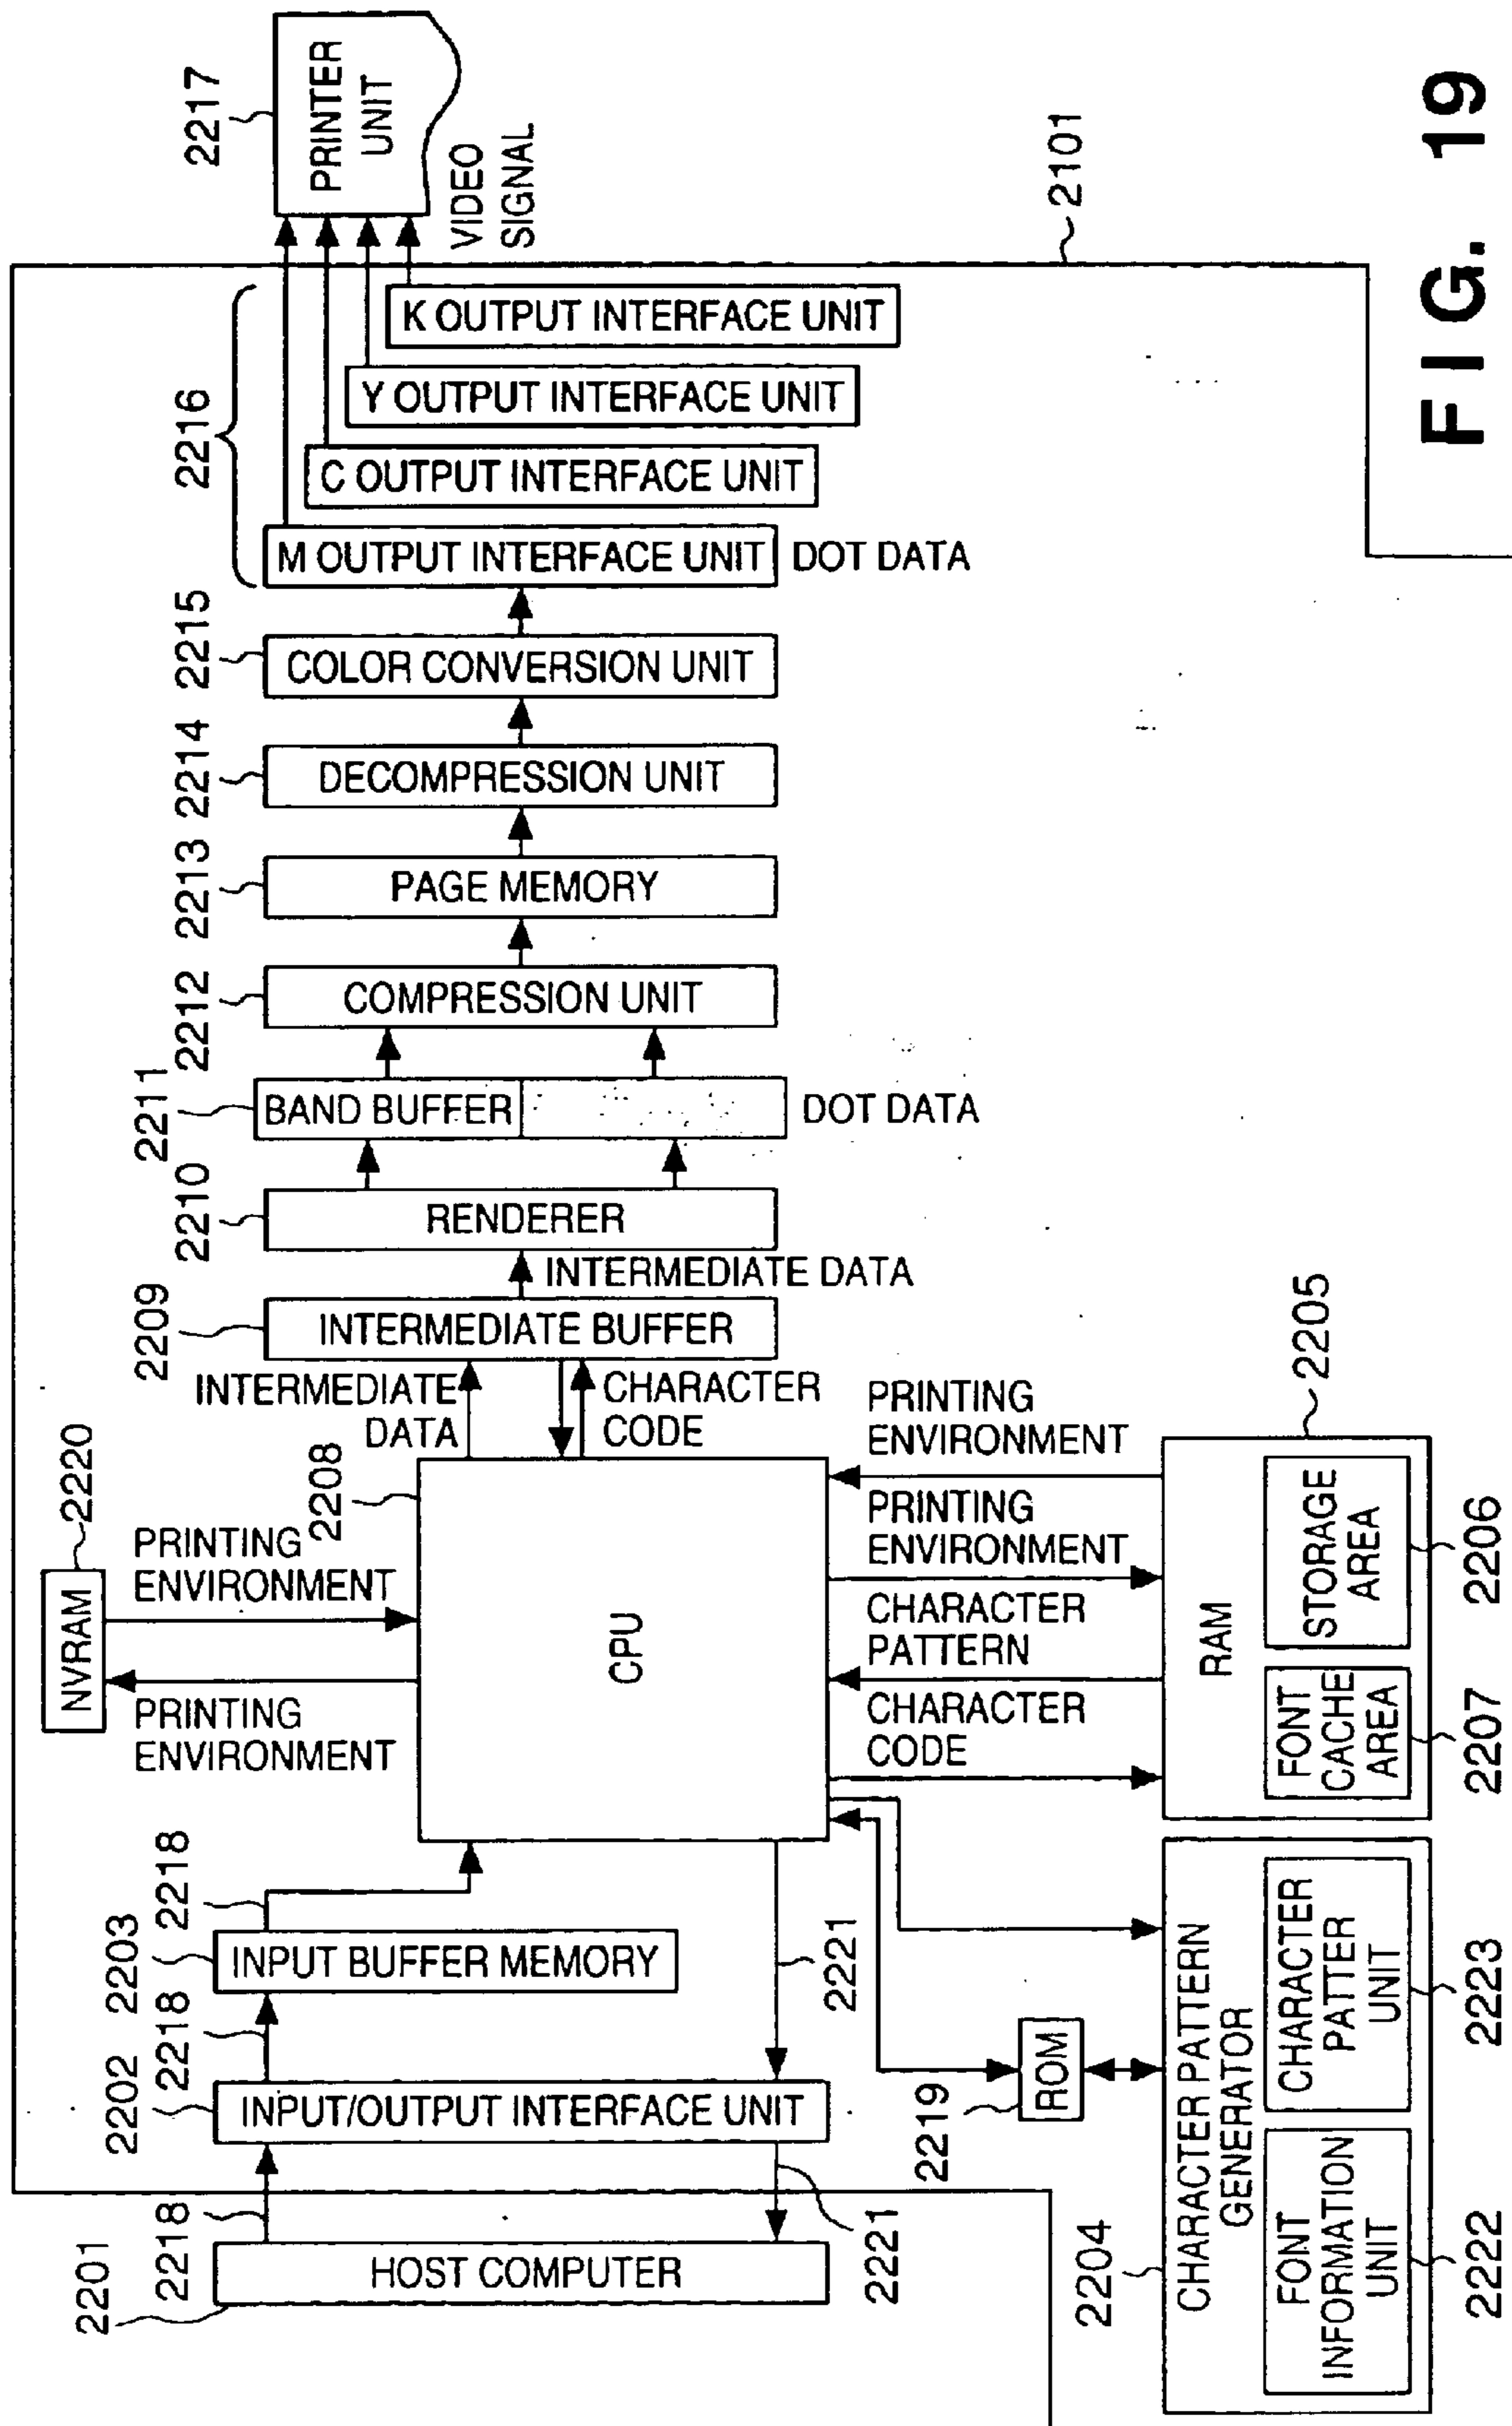 2201
HOST COMPUTER
2218
2221
2202
INPUT/OUTPUT INTERFACE UNIT
2218
2203
INPUT BUFFER MEMORY
2218
2221
2220
NVRAM
PRINTING
ENVIRONMENT
PRINTING
ENVIRONMENT
2208
CPU
INTERMEDIATE
DATA
CHARACTER
CODE
2209
INTERMEDIATE BUFFER
INTERMEDIATE DATA
2210
RENDERER
2211
BAND BUFFER
DOT DATA
2212
COMPRESSION UNIT
2213
PAGE MEMORY
2214
DECOMPRESSION UNIT
2215
COLOR CONVERSION UNIT
2216
M OUTPUT INTERFACE UNIT
DOT DATA
C OUTPUT INTERFACE UNIT
Y OUTPUT INTERFACE UNIT
K OUTPUT INTERFACE UNIT
VIDEO
SIGNAL
2217
PRINTER
UNIT
2101
2219
ROM
CHARACTER
CODE
CHARACTER
PATTERN
PRINTING
ENVIRONMENT
PRINTING
ENVIRONMENT
2204
CHARACTER PATTERN
GENERATOR
FONT
INFORMATION
UNIT
2222
CHARACTER
PATTER
UNIT
2223
2205
RAM
FONT
CACHE
AREA
2207
STORAGE
AREA
2206
FIG. 19